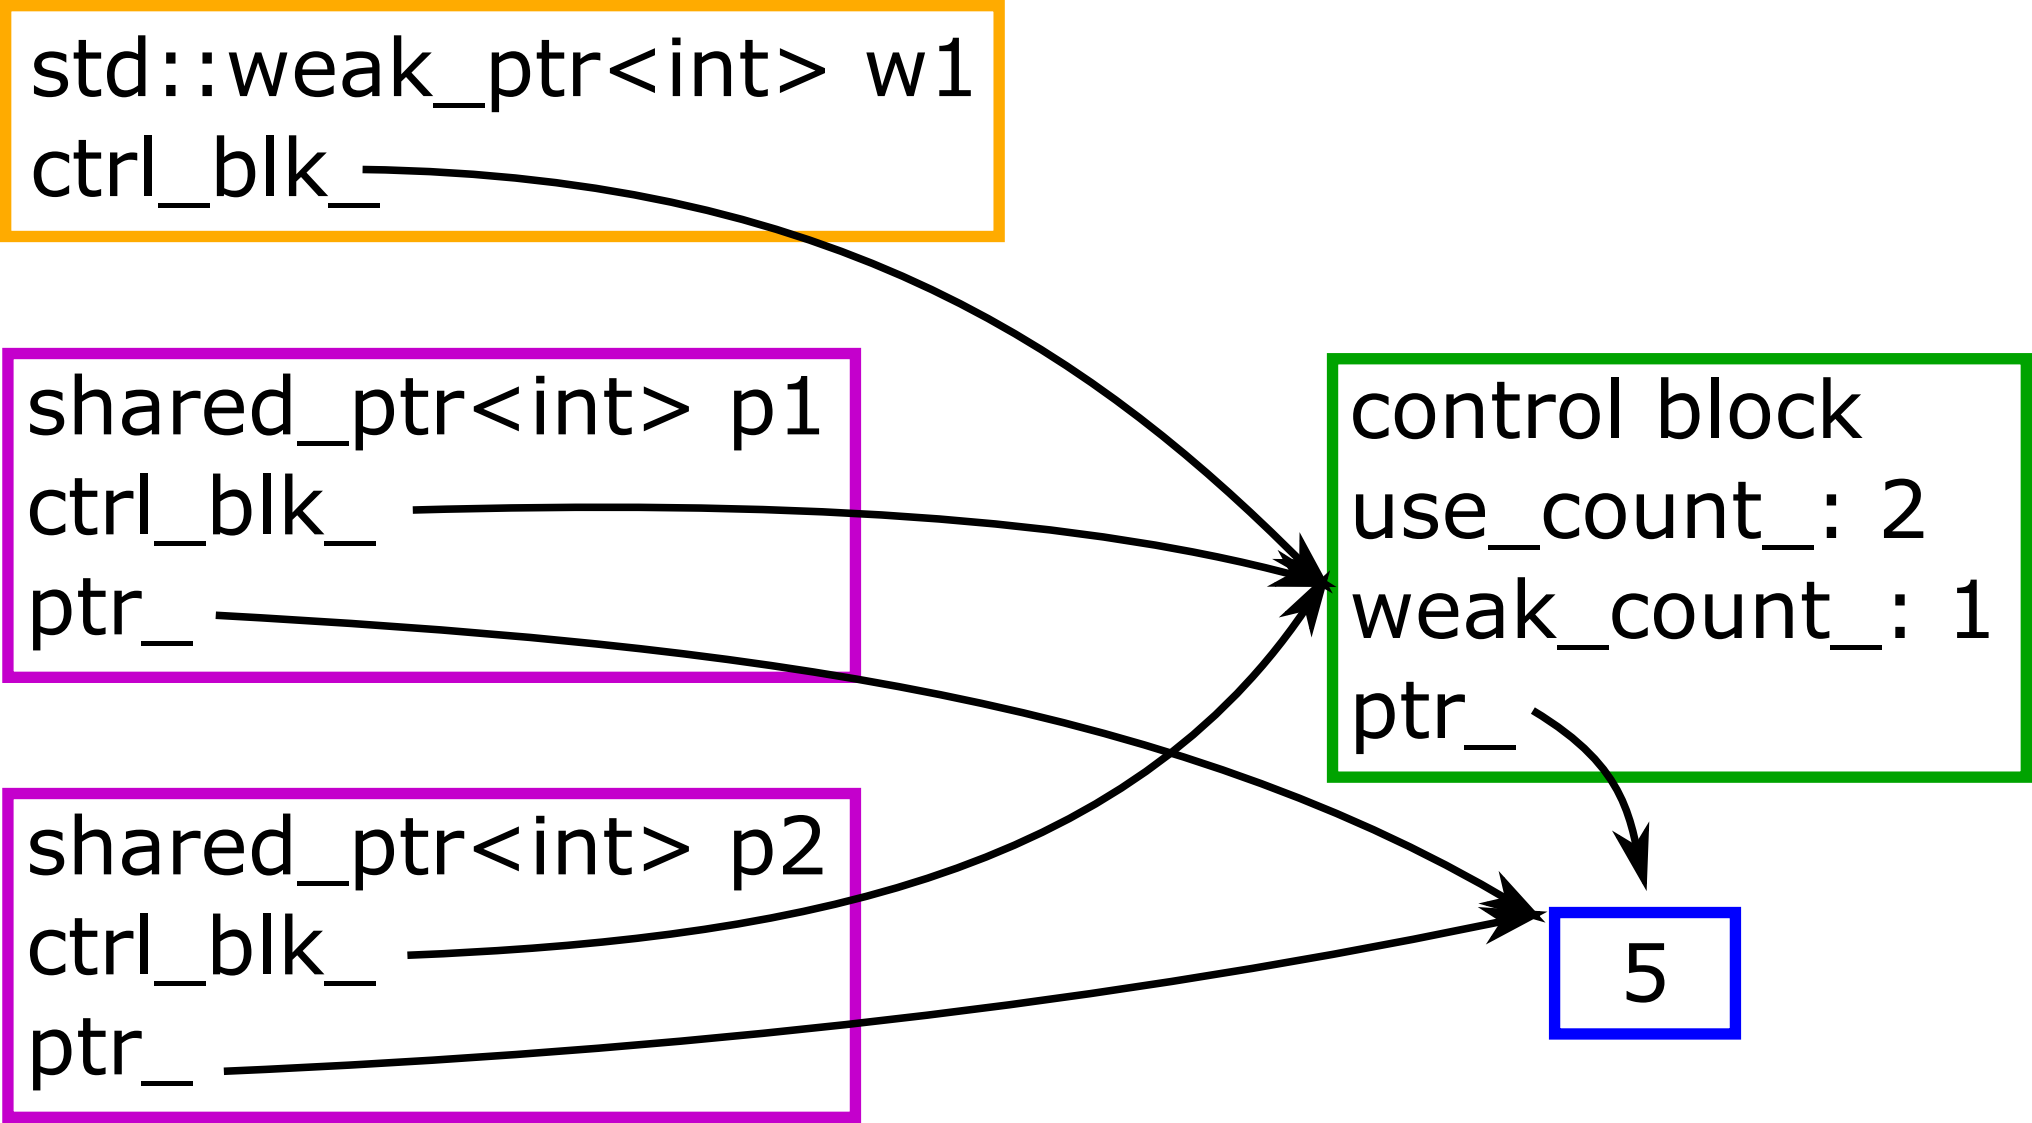 std::weak_ptr<int> w1
ctrl_blk_
shared_ptr<int> p1
ctrl_blk_
ptr_
shared_ptr<int> p2
ctrl_blk_
ptr_
control block
use_count_: 2
weak_count_: 1
ptr_
5